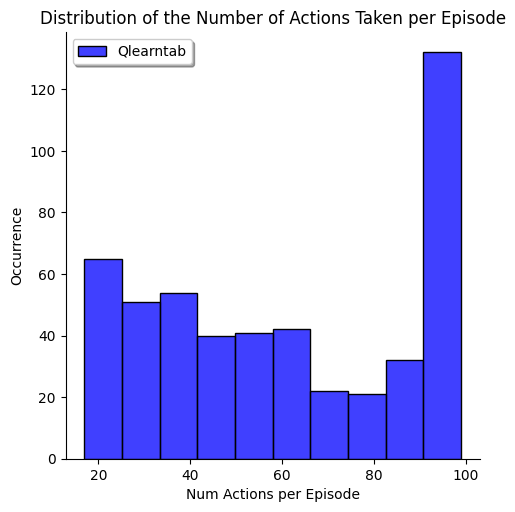 Distribution of the Number of Actions Taken per Episode
Qlearntab
120
100
80
60
40
20
0
Occurrence
20 40 60 80 100
Num Actions per Episode